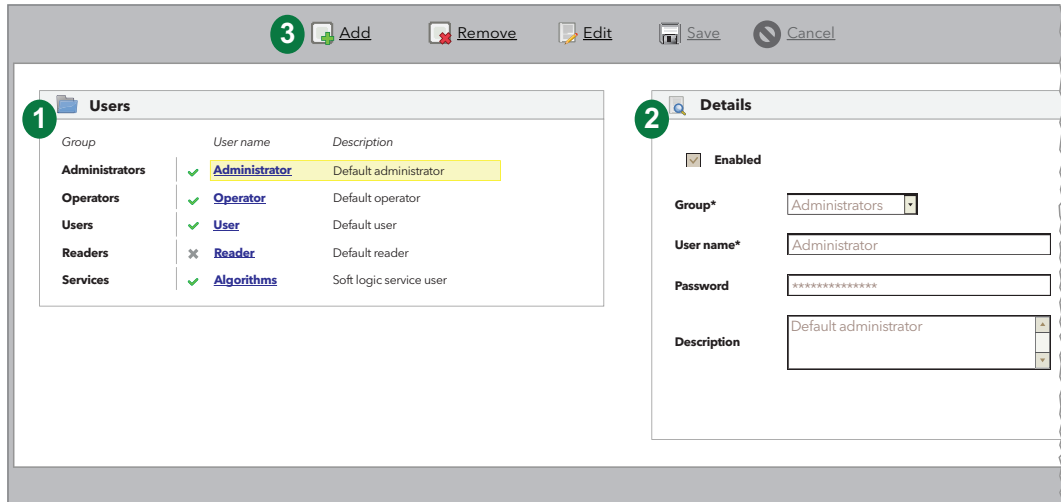 3 Add Remove Edit Save Cancel
1 Users
Group User name Description
Administrators Administrator Default administrator
Operators Operator Default operator
Users User Default user
Readers Reader Default reader
Services Algorithms Soft logic service user
2 Details
Enabled
Group* Administrators
User name* Administrator
Password **************
Description Default administrator